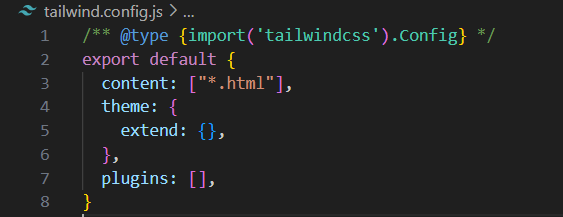 tailwind.config.js > ...
1 /** @type {import('tailwindcss').Config} */
2 export default {
3   content: ["*.html"],
4   theme: {
5     extend: {},
6   },
7   plugins: [],
8 }